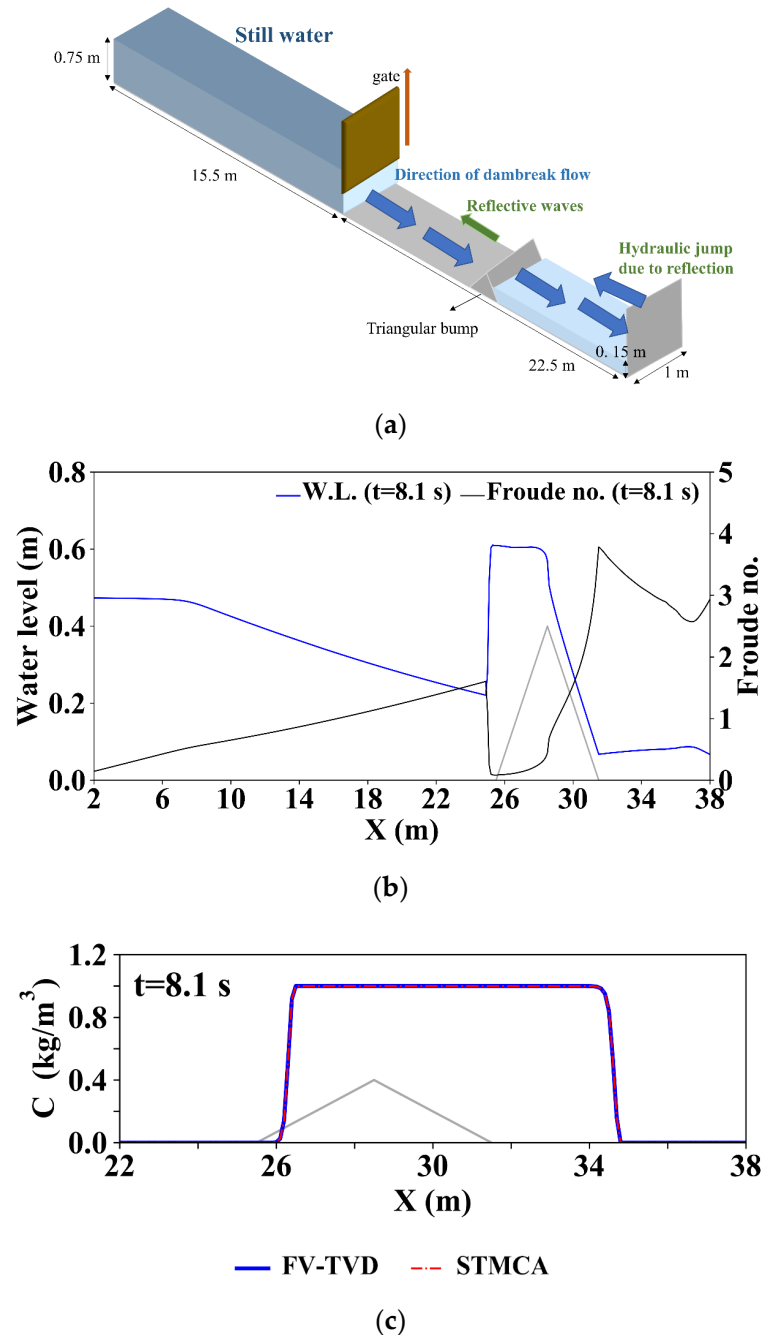 Still water
0.75 m
gate
15.5 m
Direction of dambreak flow
Reflective waves
Hydraulic jump
due to reflection
Triangular bump
0. 15 m
22.5 m
1 m
(a)
W.L. (t=8.1 s)
Froude no. (t=8.1 s)
Water level (m)
0.8
0.6
0.4
0.2
0.0
5
4
3
2
1
0
Froude no.
2 6 10 14 18 22 26 30 34 38
X (m)
(b)
t=8.1 s
C (kg/m³)
1.2
0.8
0.4
0.0
22 26 30 34 38
X (m)
FV-TVD
STMCA
(c)